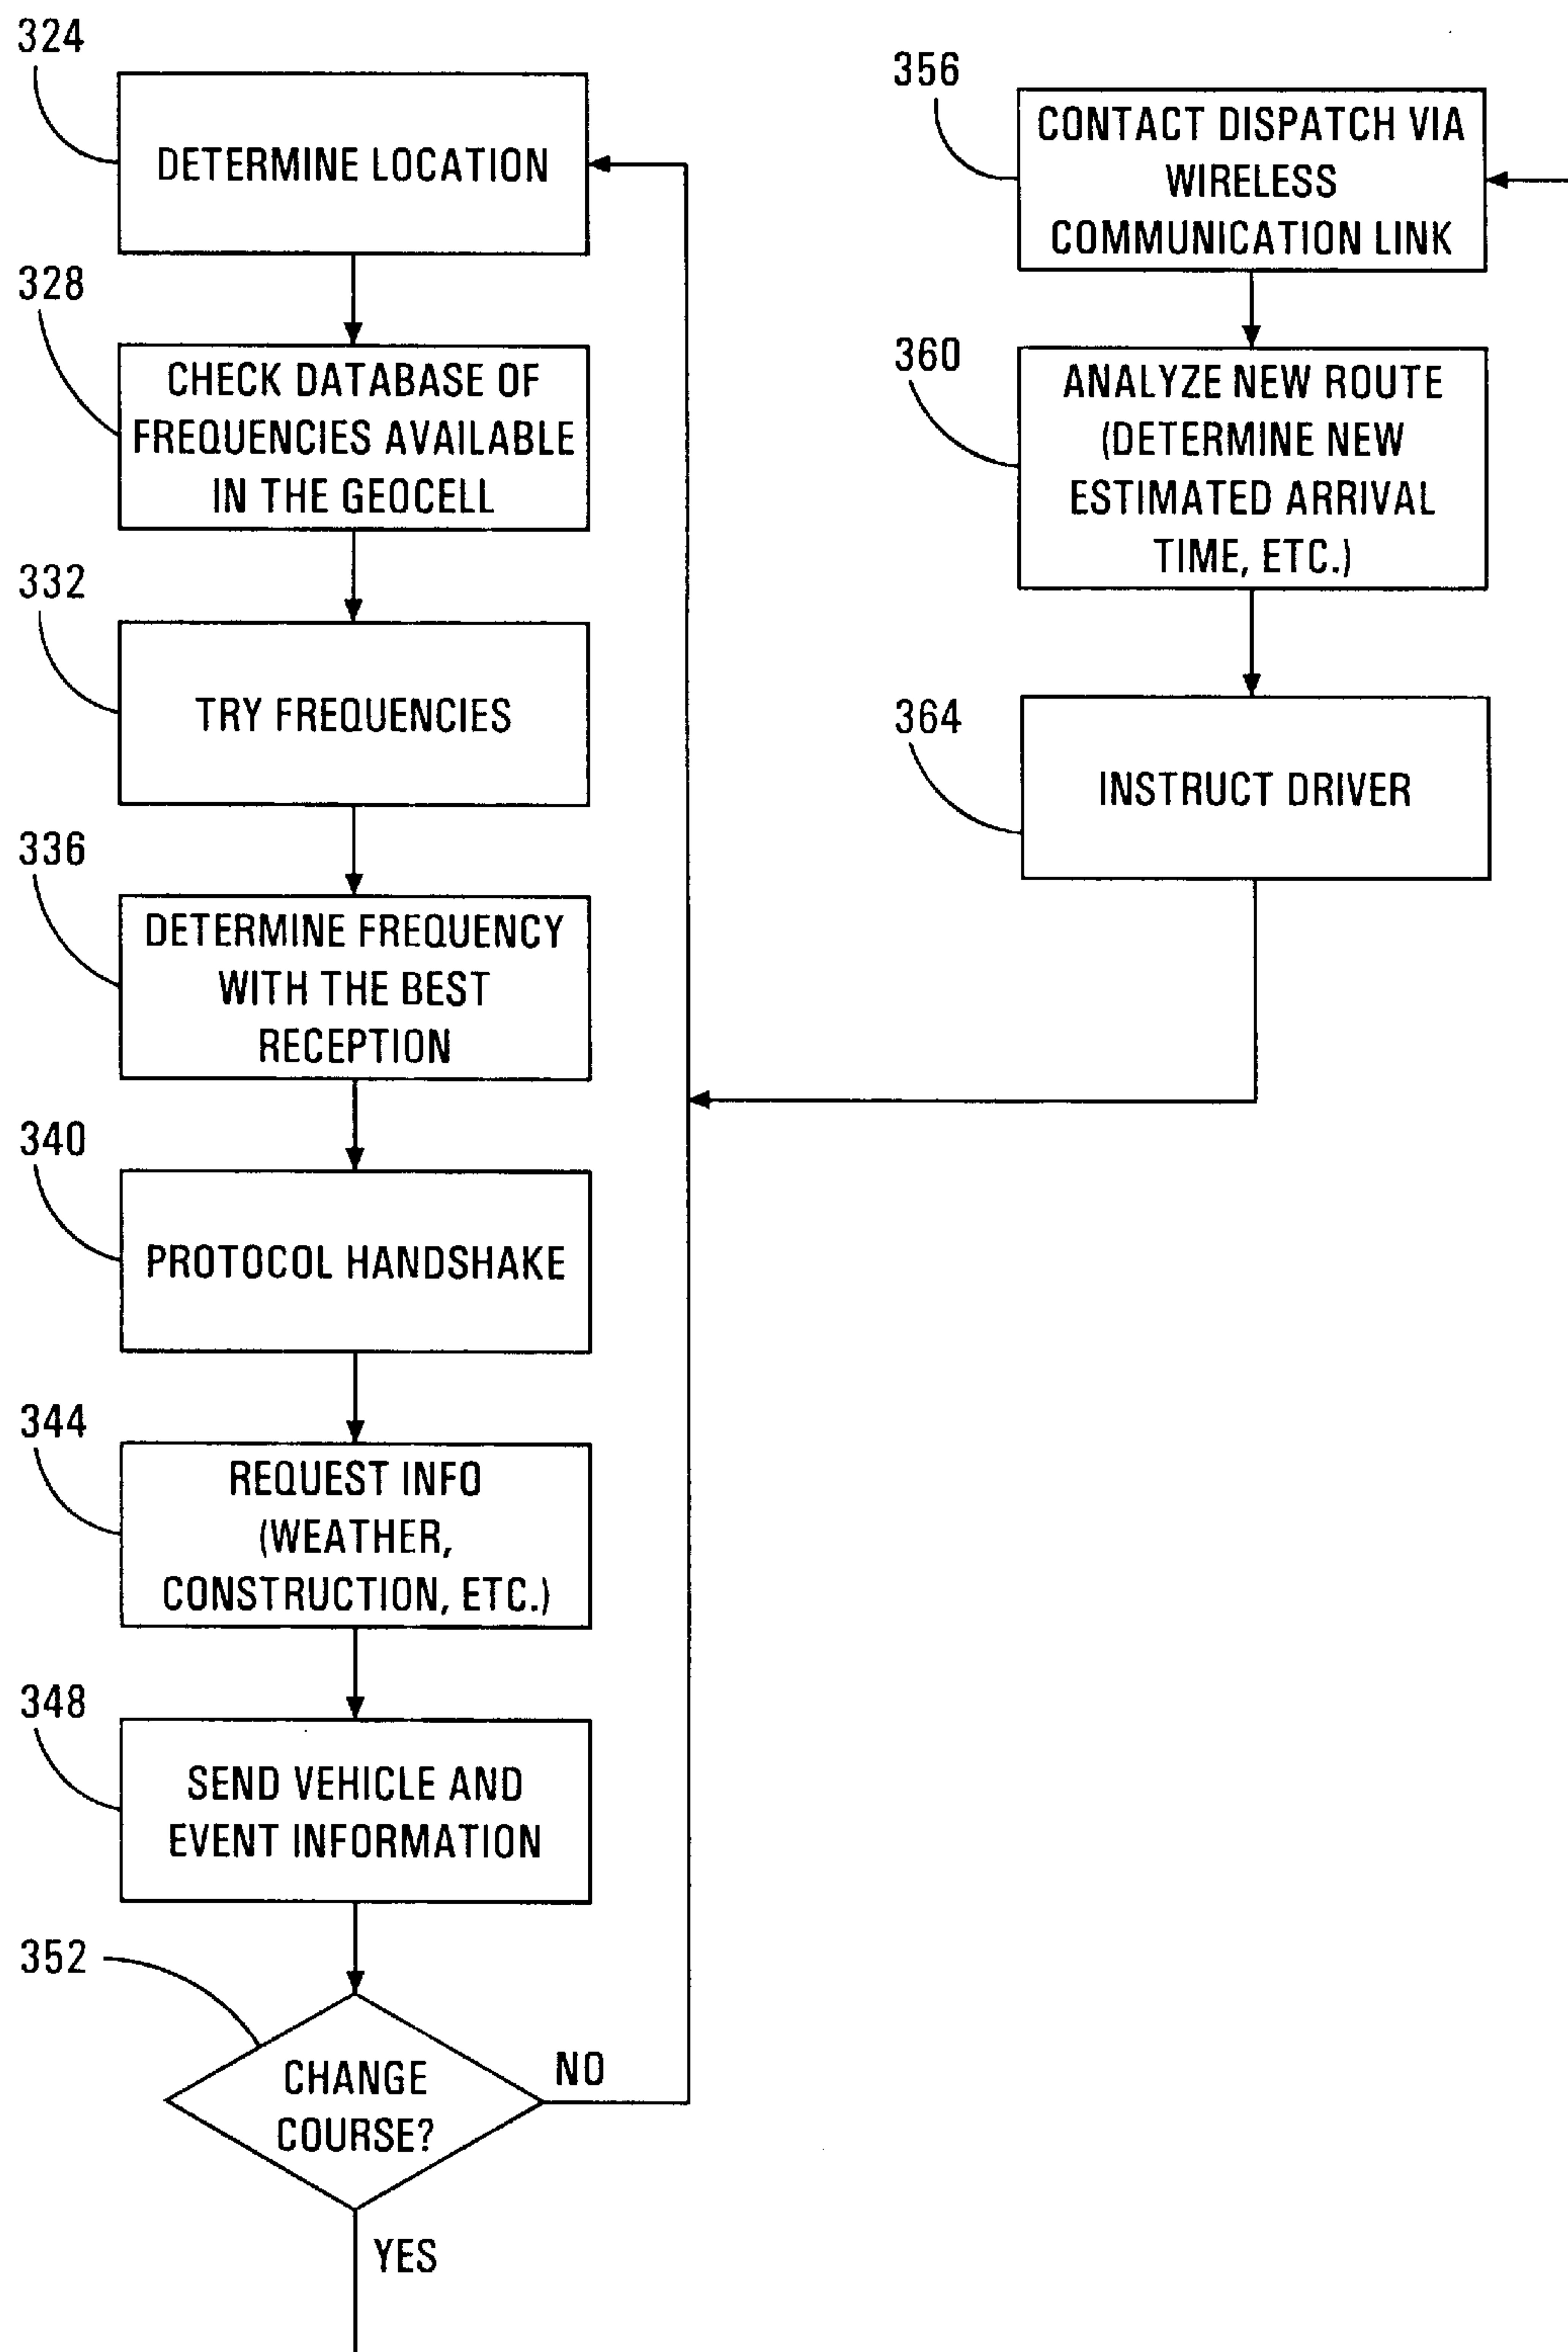 324
DETERMINE LOCATION
328
CHECK DATABASE OF
FREQUENCIES AVAILABLE
IN THE GEOCELL
332
TRY FREQUENCIES
336
DETERMINE FREQUENCY
WITH THE BEST
RECEPTION
340
PROTOCOL HANDSHAKE
344
REQUEST INFO
(WEATHER,
CONSTRUCTION, ETC.)
348
SEND VEHICLE AND
EVENT INFORMATION
352
CHANGE
COURSE?
NO
YES
356
CONTACT DISPATCH VIA
WIRELESS
COMMUNICATION LINK
360
ANALYZE NEW ROUTE
(DETERMINE NEW
ESTIMATED ARRIVAL
TIME, ETC.)
364
INSTRUCT DRIVER